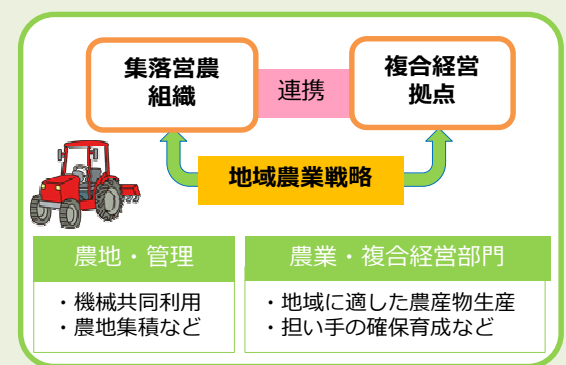 集落営農
組織
連携
複合経営
拠点
地域農業戦略
農地・管理
・機械共同利用
・農地集積など
農業・複合経営部門
・地域に適した農産物生産
・担い手の確保育成など